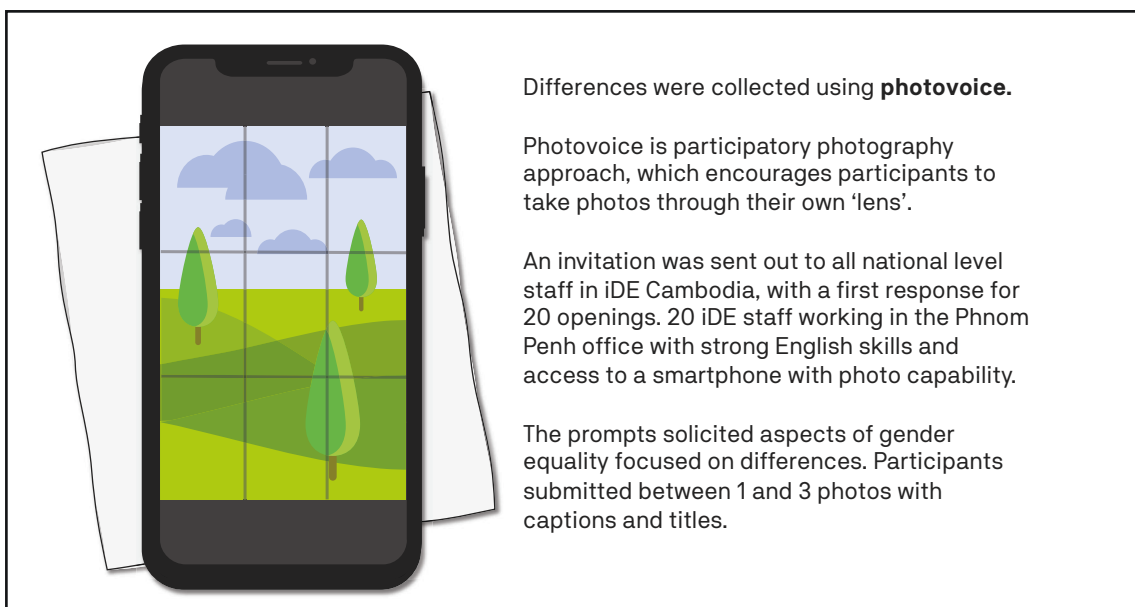 Differences were collected using photovoice.
Photovoice is participatory photography
approach, which encourages participants to
take photos through their own ‘lens’.
An invitation was sent out to all national level
staff in iDE Cambodia, with a first response for
20 openings. 20 iDE staff working in the Phnom
Penh office with strong English skills and
access to a smartphone with photo capability.
The prompts solicited aspects of gender
equality focused on differences. Participants
submitted between 1 and 3 photos with
captions and titles.